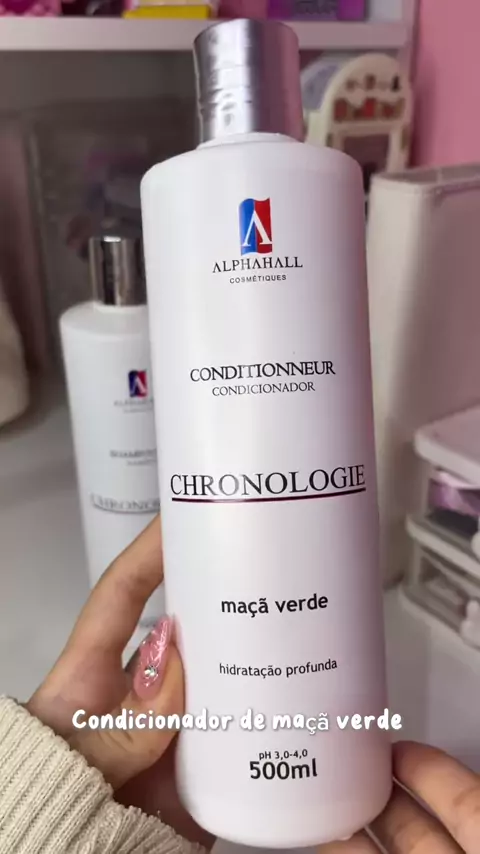 ALPHAHALL
COSMÉTIQUES
CONDITIONNEUR
CONDICIONADOR
CHRONOLOGIE
maçã verde
hidratação profunda
Condicionador de maçã verde
pH 3,0-4,0
500ml
ALPHAHALL